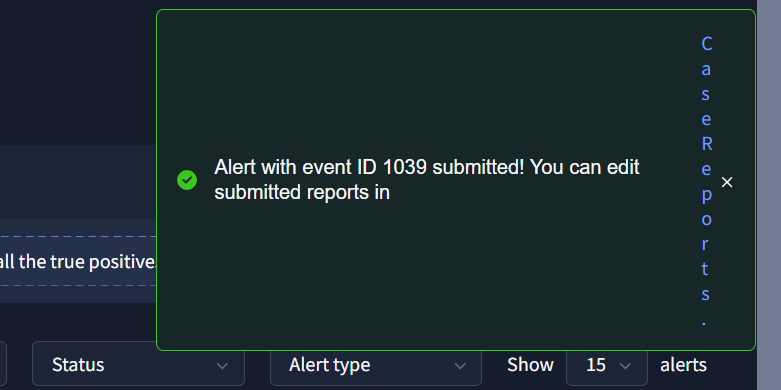 Alert with event ID 1039 submitted! You can edit
submitted reports in
C
a
s
e
R
e
p
o
r
t
s
.
all the true positive
Status
Alert type
Show
15
alerts